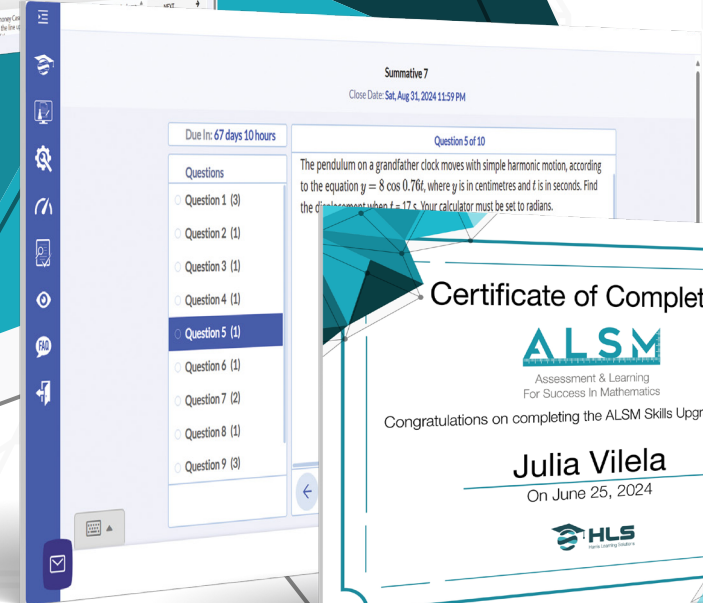 Summative 7
Close Date: Sat, Aug 31, 2024 11:59 PM
Due In: 67 days 10 hours
Questions
Question 1 (3)
Question 2 (1)
Question 3 (1)
Question 4 (1)
Question 5 (1)
Question 6 (1)
Question 7 (2)
Question 8 (1)
Question 9 (3)
Question 5 of 10
The pendulum on a grandfather clock moves with simple harmonic motion, according
to the equation y = 8 cos 0.76t, where y is in centimetres and t is in seconds. Find
the displacement when t = 17 s. Your calculator must be set to radians.
FAQ
Certificate of Complet
ALSM
Assessment & Learning
For Success In Mathematics
Congratulations on completing the ALSM Skills Upgr
Julia Vilela
On June 25, 2024
HLS
Home Learning Solutions